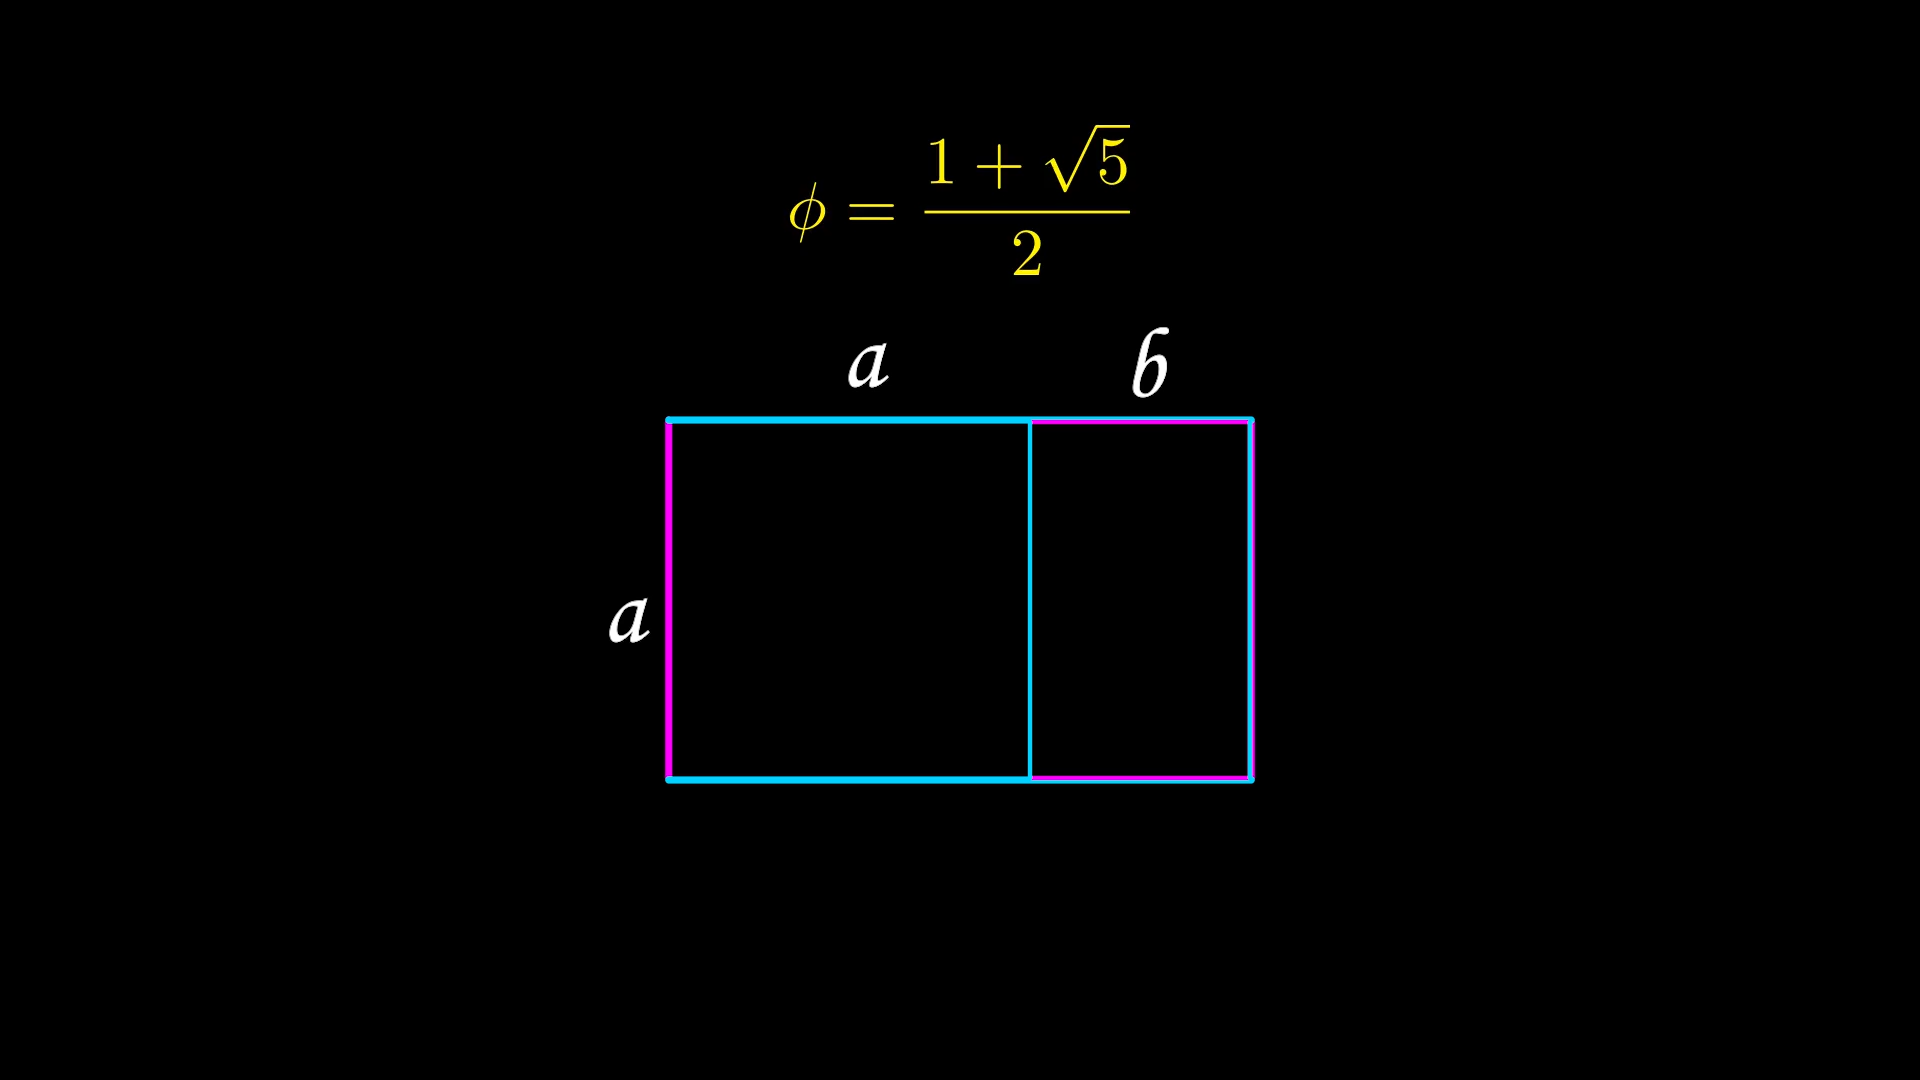 ϕ = (1 + √5) / 2
a b
a